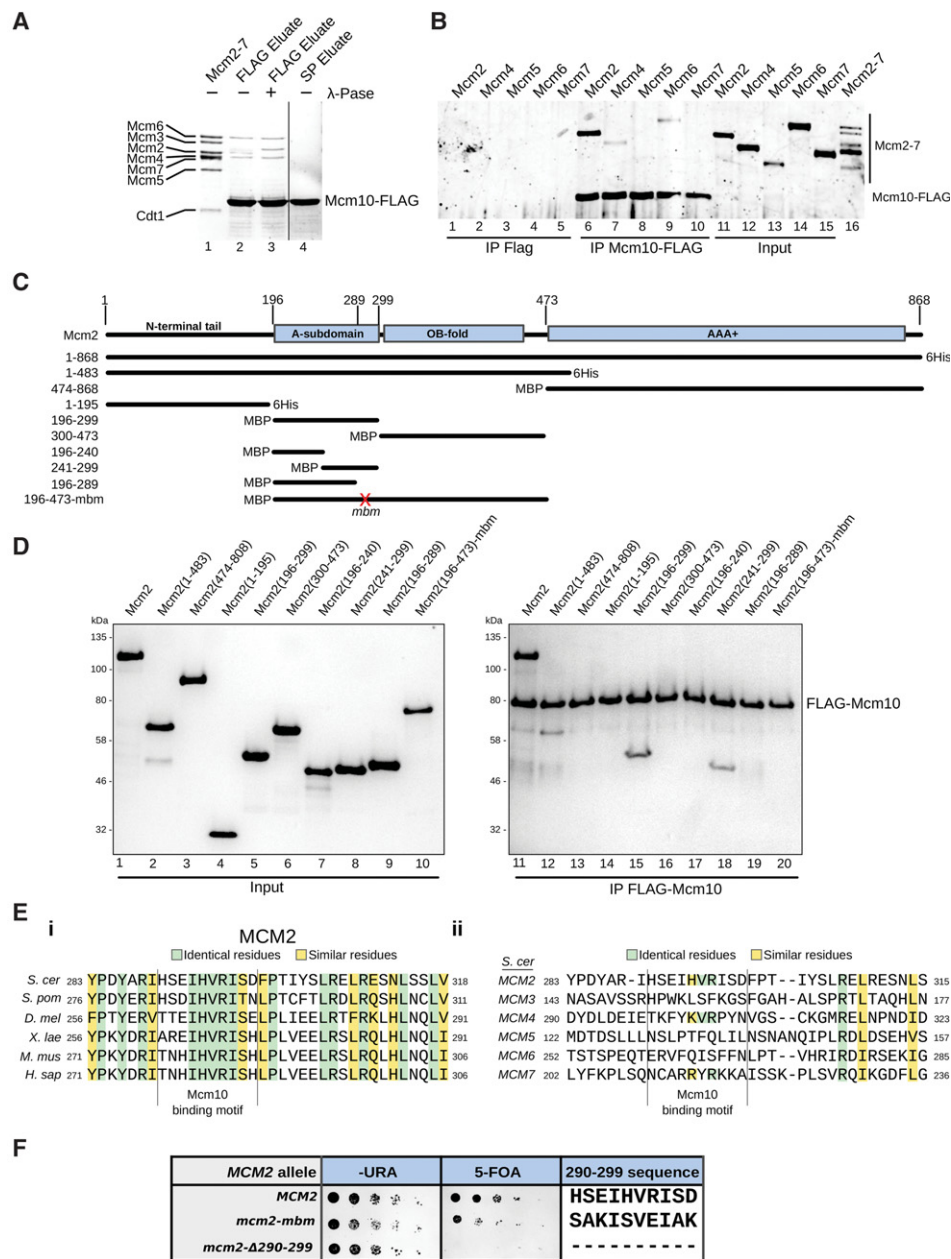 A
Mcm2-7
FLAG Eluate
FLAG Eluate
SP Eluate
− − + − λ-Pase
Mcm6
Mcm3
Mcm2
Mcm4
Mcm7
Mcm5
Cdt1
Mcm10-FLAG
1 2 3 4
B
Mcm2 Mcm4 Mcm5 Mcm6 Mcm7 Mcm2 Mcm4 Mcm5 Mcm6 Mcm7 Mcm2 Mcm4 Mcm5 Mcm6 Mcm7 Mcm2-7
Mcm2-7
Mcm10-FLAG
1 2 3 4 5 6 7 8 9 10 11 12 13 14 15 16
IP Flag IP Mcm10-FLAG Input
C
1 196 289 299 473 868
Mcm2 N-terminal tail A-subdomain OB-fold AAA+
1-868 6His
1-483 6His
474-868 MBP
1-195 6His
196-299 MBP
300-473 MBP
196-240 MBP
241-299 MBP
196-289 MBP
196-473-mbm MBP X
mbm
D
Mcm2 Mcm2(1-483) Mcm2(474-808) Mcm2(1-195) Mcm2(196-299) Mcm2(300-473) Mcm2(196-240) Mcm2(241-299) Mcm2(196-289) Mcm2(196-473)-mbm
kDa
135 -
100 -
80 -
58 -
46 -
32 -
1 2 3 4 5 6 7 8 9 10
Input
Mcm2 Mcm2(1-483) Mcm2(474-808) Mcm2(1-195) Mcm2(196-299) Mcm2(300-473) Mcm2(196-240) Mcm2(241-299) Mcm2(196-289) Mcm2(196-473)-mbm
kDa
135 -
100 -
80 -
58 -
46 -
32 -
FLAG-Mcm10
11 12 13 14 15 16 17 18 19 20
IP FLAG-Mcm10
E
i
MCM2
Identical residues Similar residues
S. cer 283 YPDYARIHSEIHVRISDFPTIYSLRELRESNLSSLV 318
S. pom 276 YPDYERIHSDIHVRITNLPTCFTLRDLRQSHLNCLV 311
D. mel 256 FPTYERVTTEIHVRISELPLIEELRTFRKLHLNQLV 291
X. lae 256 YPKYDRIAREIHVRISHLPLVEELRSLRQLHLNQLI 291
M. mus 271 YPKYDRITNHIHVRISHLPLVEELRSLRQLHLNQLI 306
H. sap 271 YPKYDRITNHIHVRISHLPLVEELRSLRQLHLNQLI 306
Mcm10
binding motif
ii
Identical residues Similar residues
S. cer
MCM2 283 YPDYAR-IHSEIHVRISDFPT--IYSLRELRESNLS 315
MCM3 143 NASAVSSRHPWKLSFKGSFGAH-ALSPRTLTAQHLN 177
MCM4 290 DYDLDEIETKFYKVRPYNVGS--CKGMRELNPNDID 323
MCM5 122 MDTDSLLLNSLPTFQLILNSNANQIPLRDLDSEHV 157
MCM6 252 TSTSPEQTERVFQISFFNLPT--VHRIRDIRSEKIG 285
MCM7 202 LYFKPLSQNCARRYRKKAISSK-PLSVRQIKGDFLG 236
Mcm10
binding motif
F
MCM2 allele -URA 5-FOA 290-299 sequence
MCM2 HSEIHVRISD
mcm2-mbm SAKISVEIAK
mcm2-Δ290-299 ----------